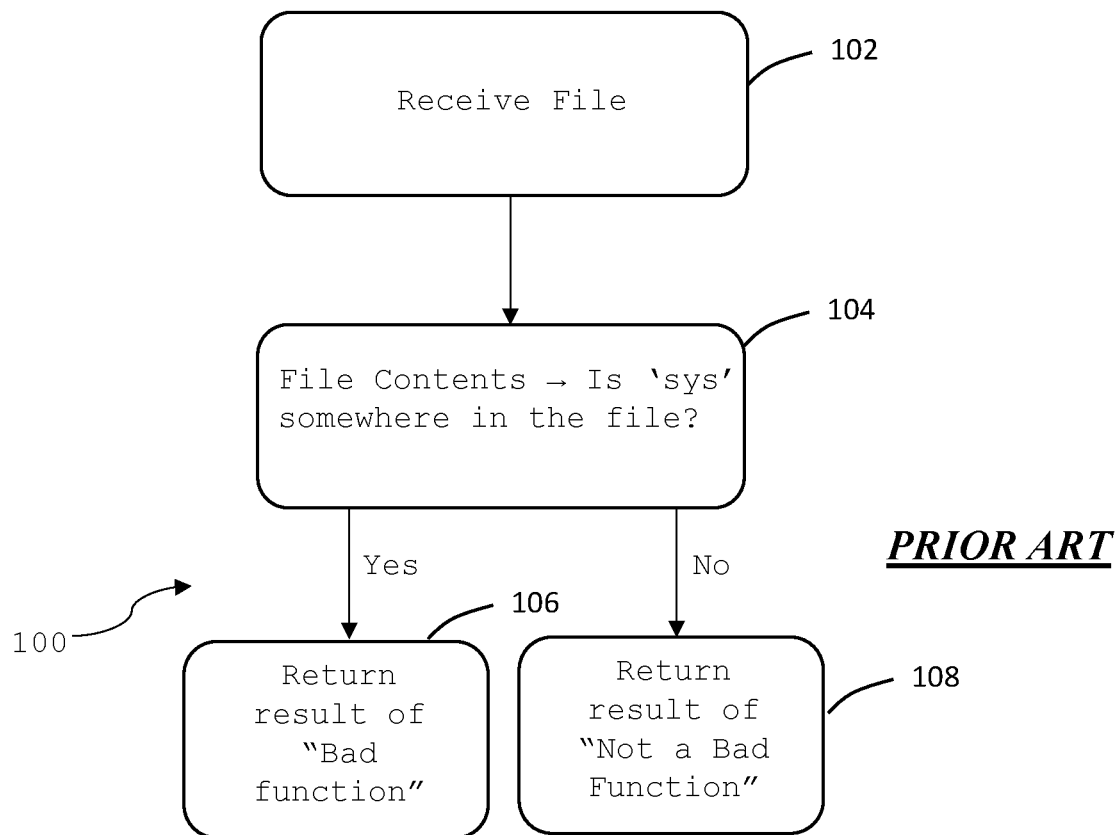 Receive File
102
104
File Contents → Is ‘sys’
somewhere in the file?
Yes
No
PRIOR ART
100
106
Return
result of
“Bad
function”
108
Return
result of
“Not a Bad
Function”